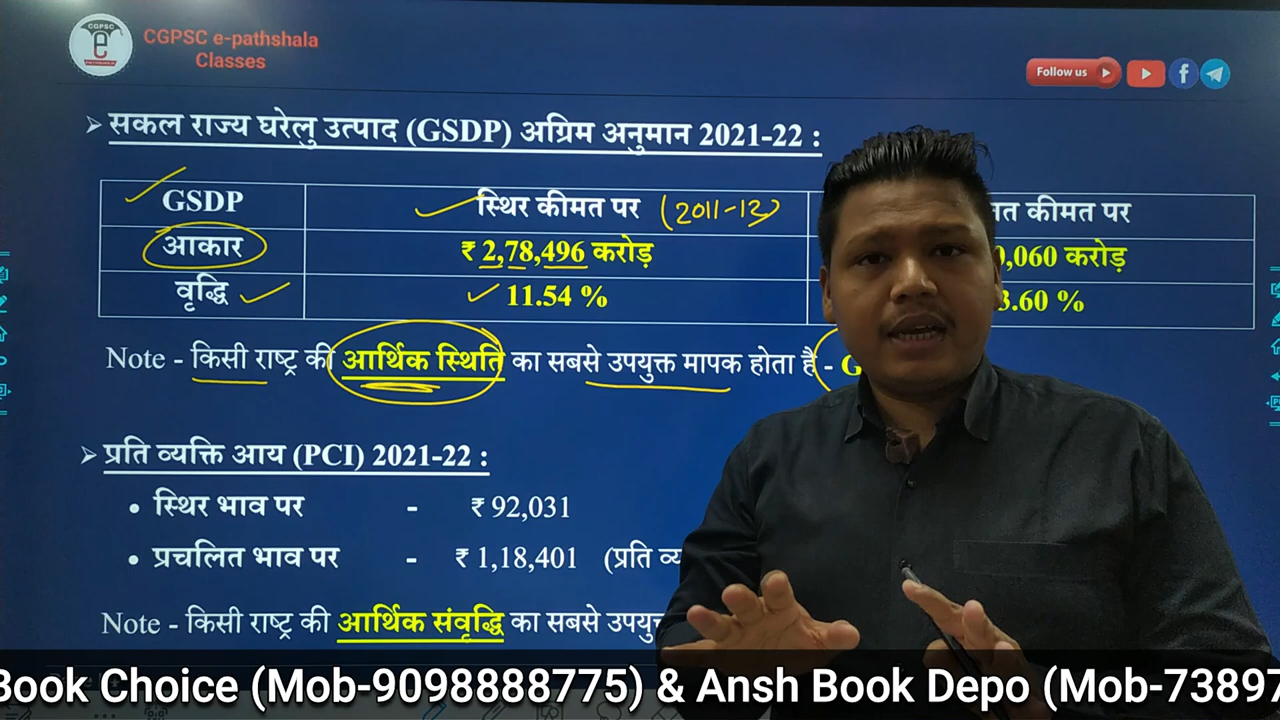 CGPSC
CGPSC e-pathshala
Classes
Follow us
➤ सकल राज्य घरेलु उत्पाद (GSDP) अग्रिम अनुमान 2021-22 :
GSDP स्थिर कीमत पर (2011-12) कीमत पर
आकार ₹ 2,78,496 करोड़ ,060 करोड़
वृद्धि 11.54 % 3.60 %
Note - किसी राष्ट्र की आर्थिक स्थिति का सबसे उपयुक्त मापक होता है - G
➤ प्रति व्यक्ति आय (PCI) 2021-22 :
• स्थिर भाव पर - ₹ 92,031
• प्रचलित भाव पर - ₹ 1,18,401 (प्रति
Note - किसी राष्ट्र की आर्थिक संवृद्धि का सबसे
Book Choice (Mob-9098888775) & Ansh Book Depo (Mob-73897